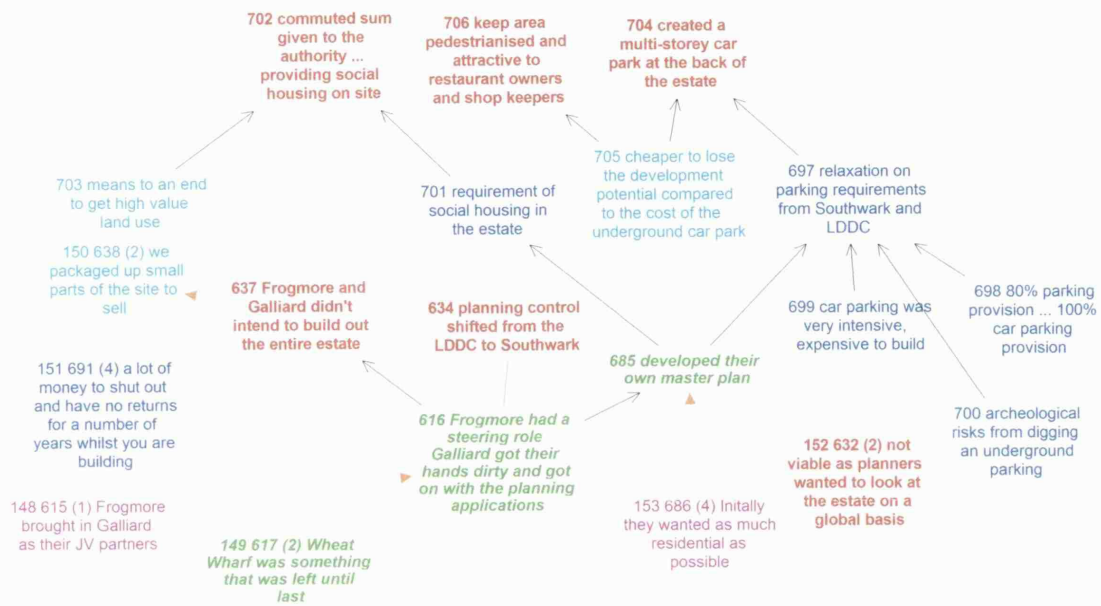 702 commuted sum
given to the
authority ...
providing social
housing on site
706 keep area
pedestrianised and
attractive to
restaurant owners
and shop keepers
704 created a
multi-storey car
park at the back of
the estate
703 means to an end
to get high value
land use
701 requirement of
social housing in
the estate
705 cheaper to lose
the development
potential compared
to the cost of the
underground car park
697 relaxation on
parking requirements
from Southwark and
LDDC
150 638 (2) we
packaged up small
parts of the site to
sell
637 Frogmore and
Galliard didn't
intend to build out
the entire estate
634 planning control
shifted from the
LDDC to Southwark
699 car parking was
very intensive,
expensive to build
698 80% parking
provision ... 100%
car parking
provision
151 691 (4) a lot of
money to shut out
and have no returns
for a number of
years whilst you are
building
685 developed their
own master plan
616 Frogmore had a
steering role
Galliard got their
hands dirty and got
on with the planning
applications
700 archeological
risks from digging
an underground
parking
152 632 (2) not
viable as planners
wanted to look at
the estate on a
global basis
148 615 (1) Frogmore
brought in Galliard
as their JV partners
153 686 (4) Initally
they wanted as much
residential as
possible
149 617 (2) Wheat
Wharf was something
that was left until
last